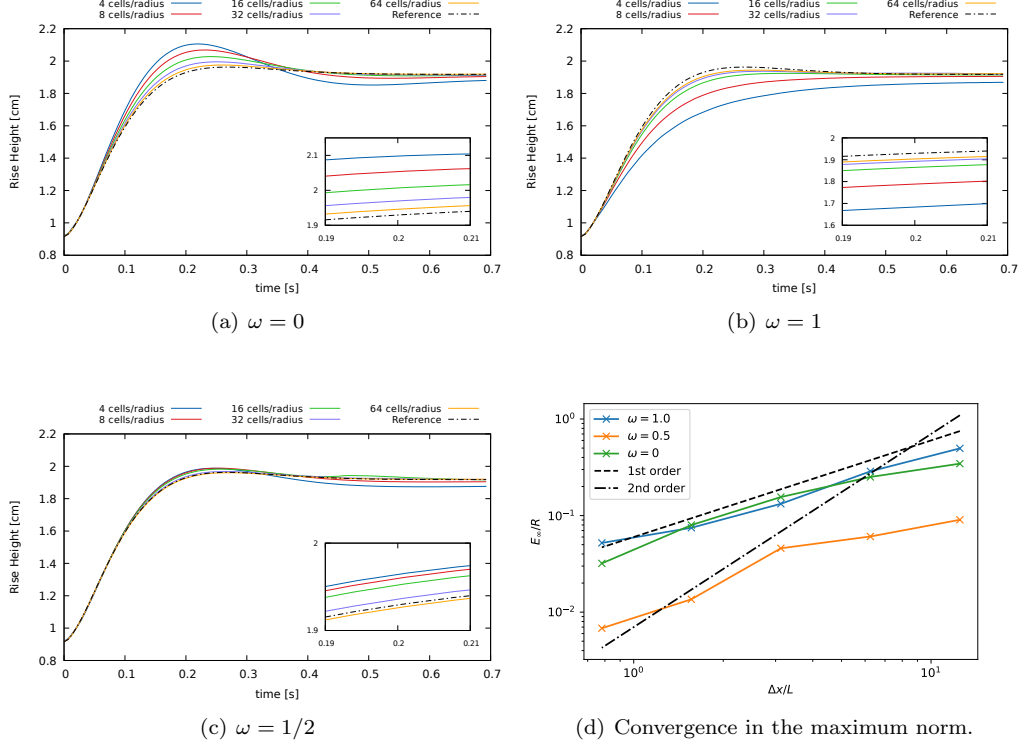 4 cells/radius 16 cells/radius 64 cells/radius
8 cells/radius 32 cells/radius Reference
2.2
2
1.8
1.6
1.4
1.2
1
0.8
Rise Height [cm]
2.1
2
1.9
0.19 0.2 0.21
0 0.1 0.2 0.3 0.4 0.5 0.6 0.7
time [s]
(a) ω = 0
4 cells/radius 16 cells/radius 64 cells/radius
8 cells/radius 32 cells/radius Reference
2.2
2
1.8
1.6
1.4
1.2
1
0.8
Rise Height [cm]
2
1.9
1.8
1.7
1.6
0.19 0.2 0.21
0 0.1 0.2 0.3 0.4 0.5 0.6 0.7
time [s]
(b) ω = 1
4 cells/radius 16 cells/radius 64 cells/radius
8 cells/radius 32 cells/radius Reference
2.2
2
1.8
1.6
1.4
1.2
1
0.8
Rise Height [cm]
2
1.9
0.19 0.2 0.21
0 0.1 0.2 0.3 0.4 0.5 0.6 0.7
time [s]
(c) ω = 1/2
ω = 1.0
ω = 0.5
ω = 0
1st order
2nd order
10⁰
10⁻¹
10⁻²
E∞/R
10⁰ 10¹
Δx/L
(d) Convergence in the maximum norm.